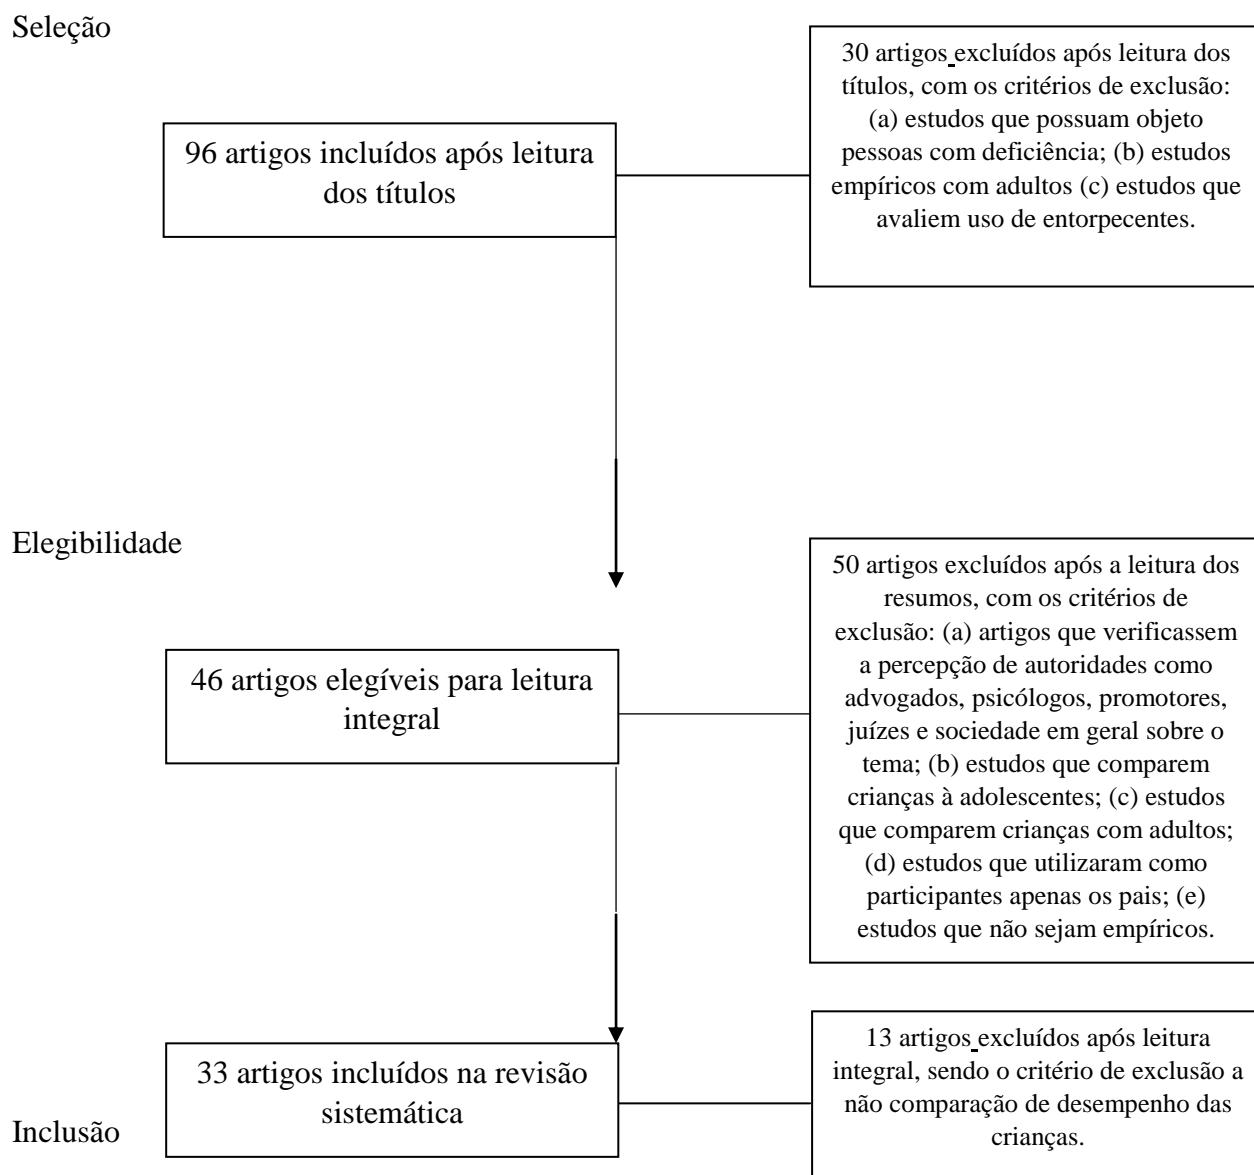 Seleção
30 artigos excluídos após leitura dos
títulos, com os critérios de exclusão:
(a) estudos que possuam objeto
pessoas com deficiência; (b) estudos
empíricos com adultos (c) estudos que
avaliem uso de entorpecentes.
96 artigos incluídos após leitura
dos títulos
Elegibilidade
50 artigos excluídos após a leitura dos
resumos, com os critérios de
exclusão: (a) artigos que verificassem
a percepção de autoridades como
advogados, psicólogos, promotores,
juízes e sociedade em geral sobre o
tema; (b) estudos que comparem
crianças à adolescentes; (c) estudos
que comparem crianças com adultos;
(d) estudos que utilizaram como
participantes apenas os pais; (e)
estudos que não sejam empíricos.
46 artigos elegíveis para leitura
integral
13 artigos excluídos após leitura
integral, sendo o critério de exclusão a
não comparação de desempenho das
crianças.
33 artigos incluídos na revisão
sistemática
Inclusão